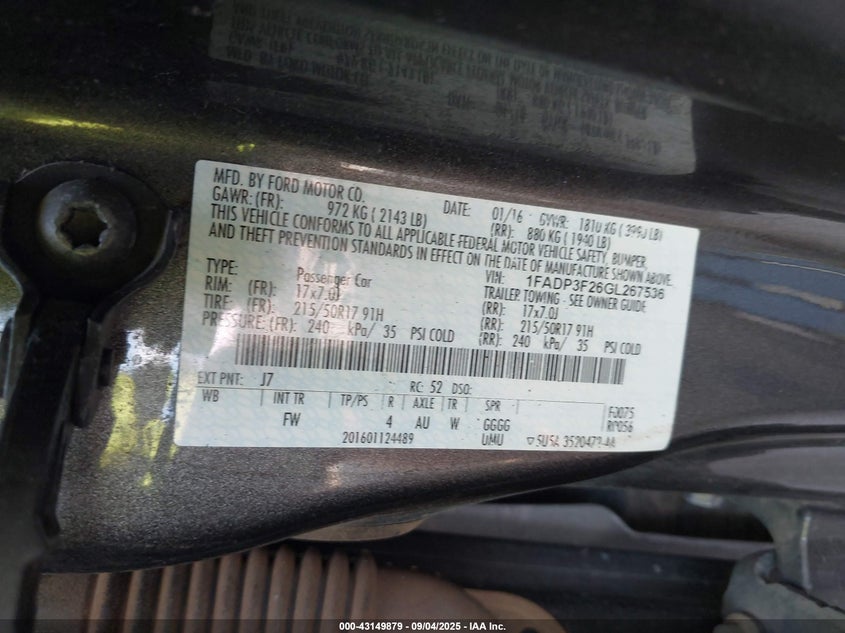 MFD. BY FORD MOTOR CO. DATE: 01/16 GVWR: 1810 KG ( 3990 LB)
GAWR: (FR): 972 KG ( 2143 LB) (RR): 880 KG ( 1940 LB)
THIS VEHICLE CONFORMS TO ALL APPLICABLE FEDERAL MOTOR VEHICLE SAFETY, BUMPER,
AND THEFT PREVENTION STANDARDS IN EFFECT ON THE DATE OF MANUFACTURE SHOWN ABOVE.
VIN: 1FADP3F26GL267536
TYPE: Passenger Car TRAILER TOWING - SEE OWNER GUIDE
RIM: (FR): 17x7.0J (RR): 17x7.0J
TIRE: (FR): 215/50R17 91H (RR): 215/50R17 91H
PRESSURE: (FR): 240 kPa/ 35 PSI COLD (RR): 240 kPa/ 35 PSI COLD
EXT PNT: J7 RC: 52 DSO:
WB INT TR TP/PS R AXLE TR SPR
FW 4 AU W GGGG
201601124489 UMU
000-43149879 - 09/04/2025 - IAA Inc.